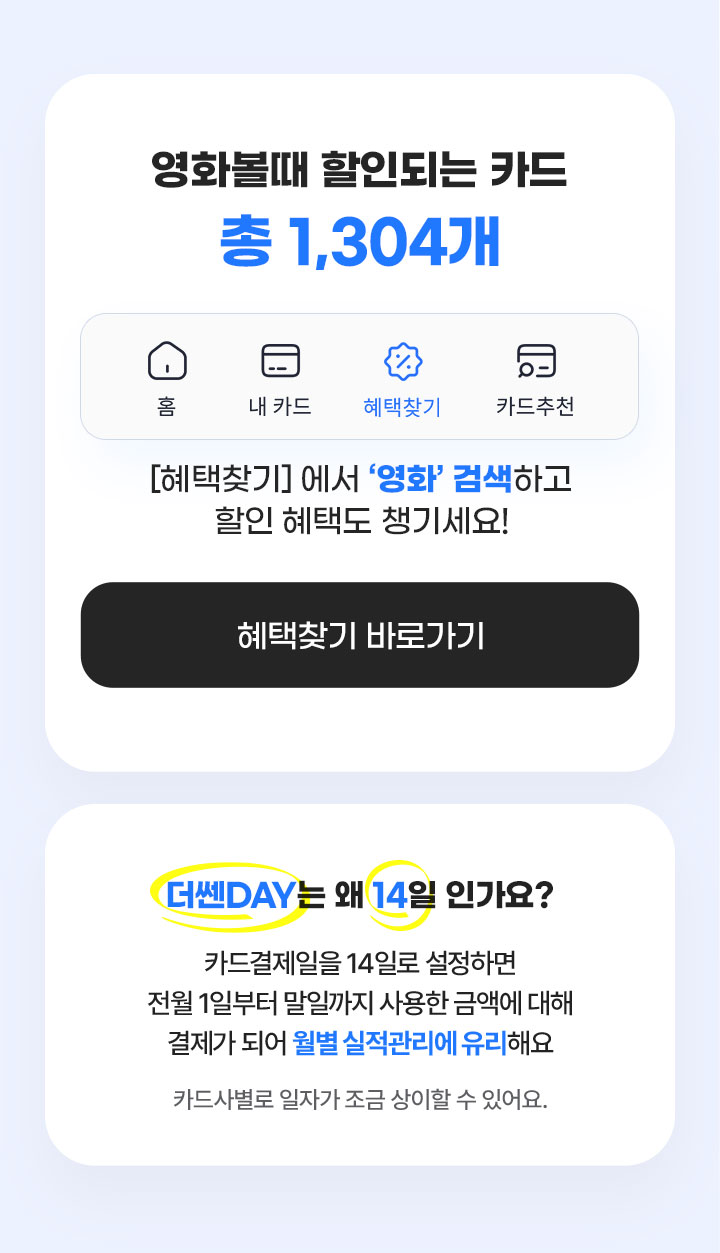 영화볼때 할인되는 카드
총 1,304개
홈
내 카드
혜택찾기
카드추천
[혜택찾기] 에서 ‘영화’ 검색하고
할인 혜택도 챙기세요!
혜택찾기 바로가기
더쎈DAY는 왜 14일 인가요?
카드결제일을 14일로 설정하면
전월 1일부터 말일까지 사용한 금액에 대해
결제가 되어 월별 실적관리에 유리해요
카드사별로 일자가 조금 상이할 수 있어요.